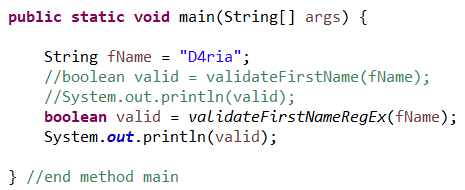 public static void main(String[] args) {
String fName = "D4ria";
//boolean valid = validateFirstName(fName);
//System.out.println(valid);
boolean valid = validateFirstNameRegEx(fName);
System.out.println(valid);
} //end method main